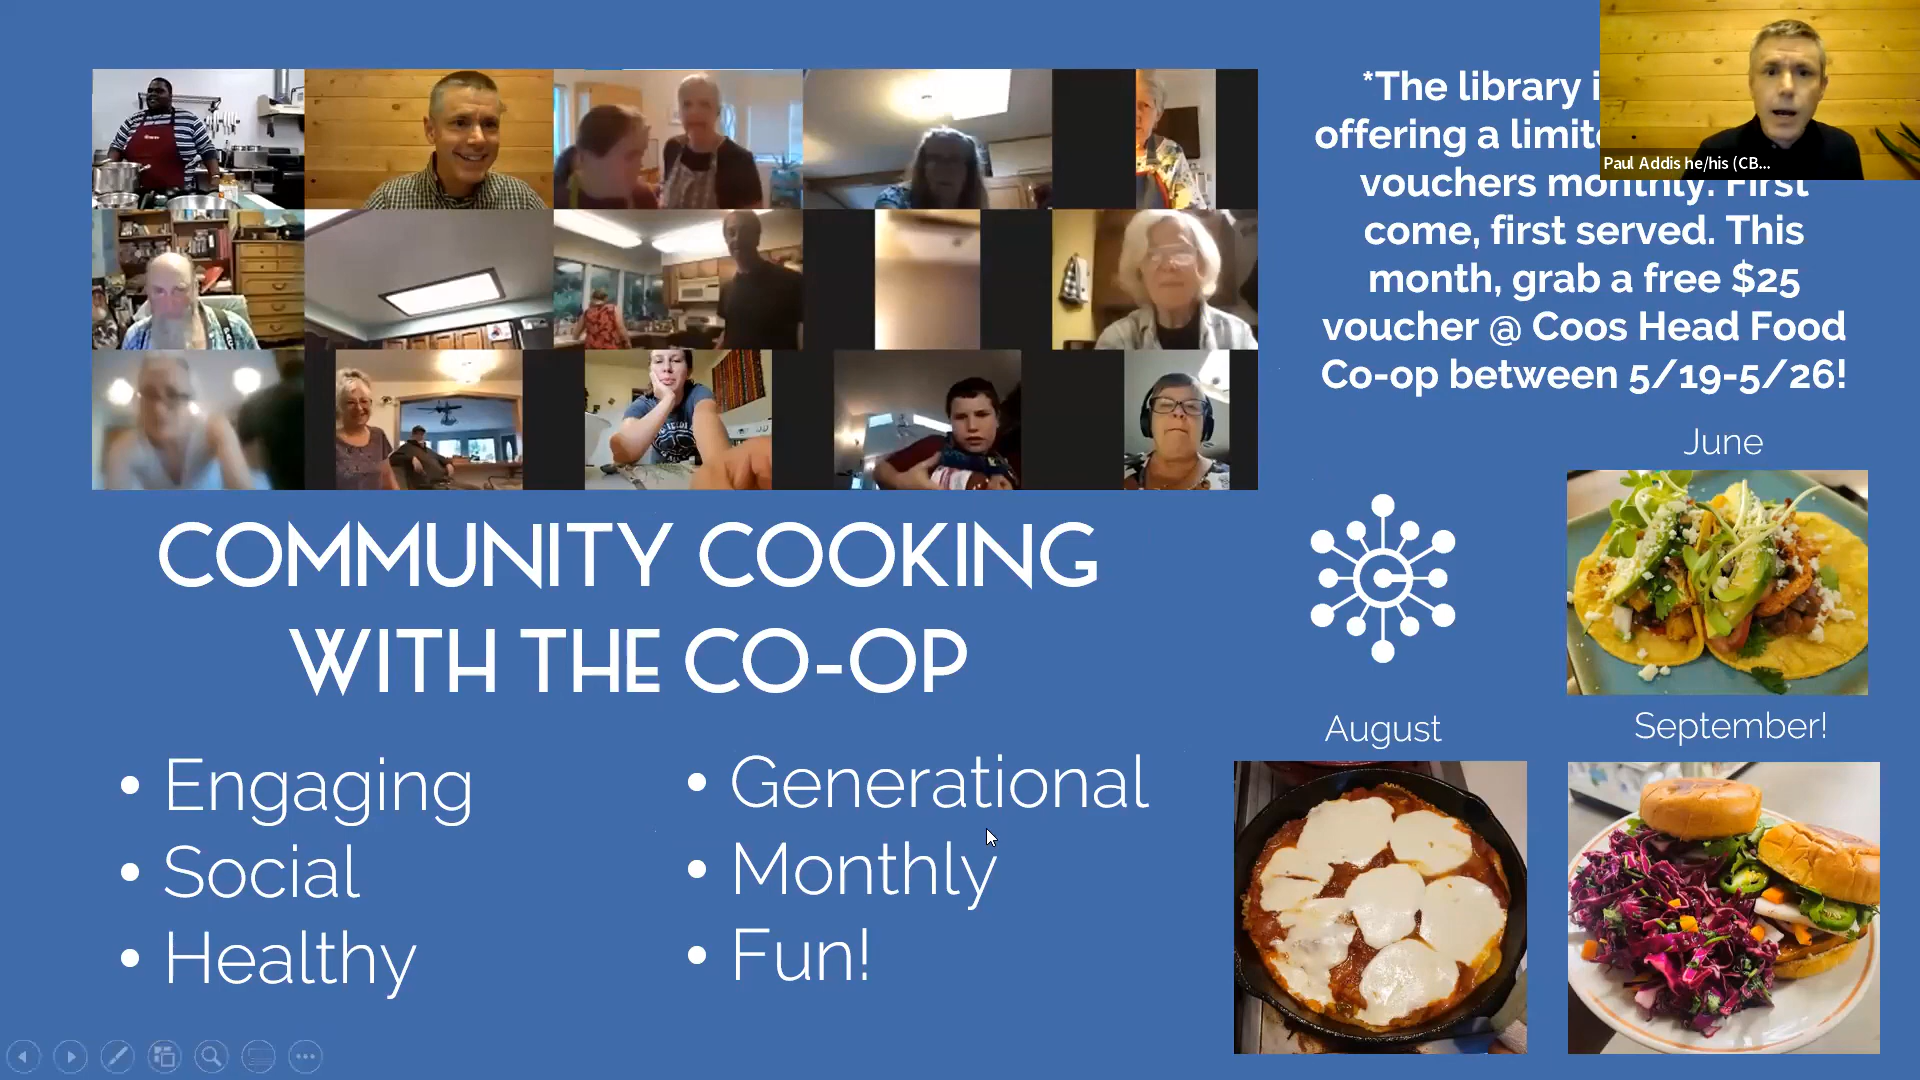 *The library i
offering a limit
vouchers monthly. First
come, first served. This
month, grab a free $25
voucher @ Coos Head Food
Co-op between 5/19-5/26!
Paul Addis he/his (CB...
June
COMMUNITY COOKING
WITH THE CO-OP
August
September!
• Engaging
• Social
• Healthy
• Generational
• Monthly
• Fun!